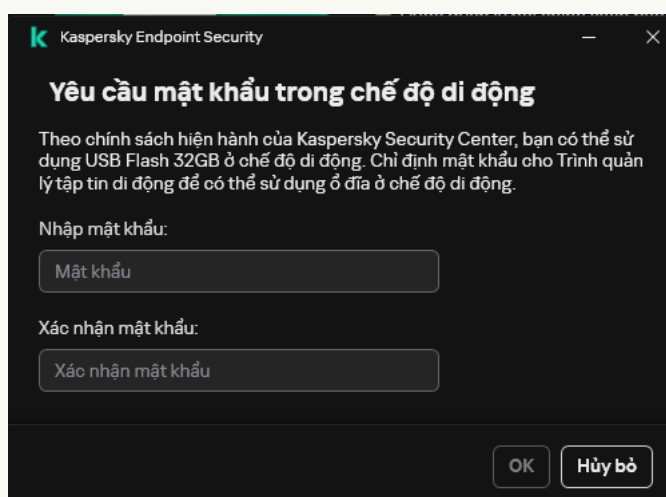 Kaspersky Endpoint Security
Yêu cầu mật khẩu trong chế độ di động
Theo chính sách hiện hành của Kaspersky Security Center, bạn có thể sử
dụng USB Flash 32GB ở chế độ di động. Chỉ định mật khẩu cho Trình quản
lý tập tin di động để có thể sử dụng ổ đĩa ở chế độ di động.
Nhập mật khẩu:
Mật khẩu
Xác nhận mật khẩu:
Xác nhận mật khẩu
OK
Hủy bỏ